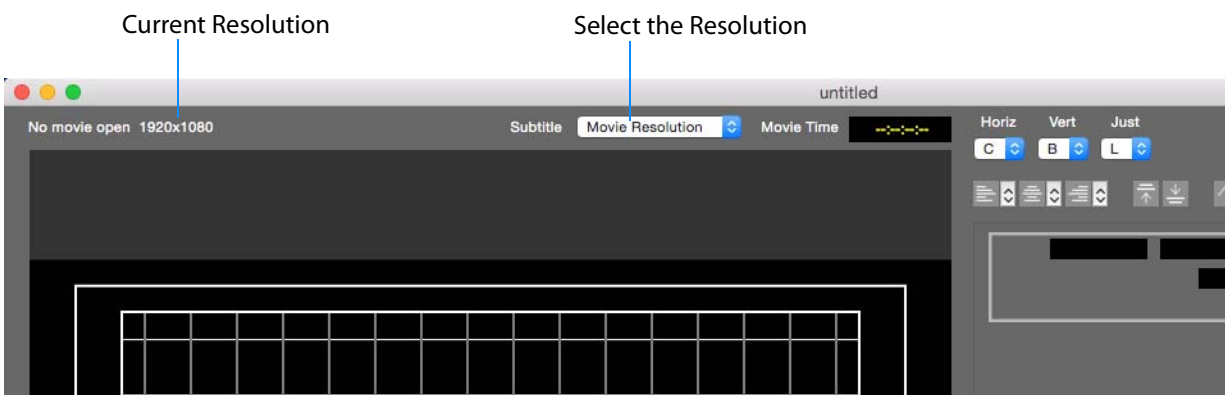 Current Resolution
Select the Resolution
untitled
No movie open 1920x1080
Subtitle Movie Resolution Movie Time --:--:--:--
Horiz Vert Just
C B L